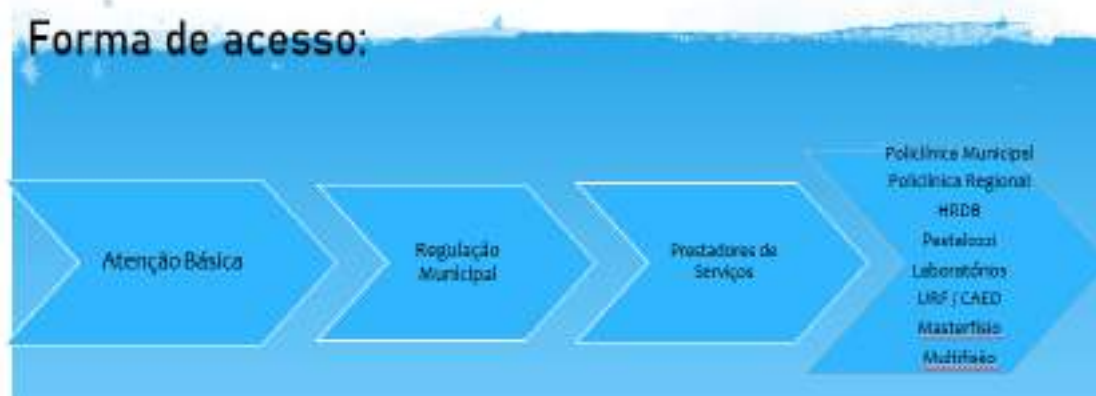 Forma de acesso:
Atenção Básica
Regulação
Municipal
Prestadores de
Serviços
Policlínica Municipal
Policlínica Regional
HRDB
Pestalozzi
Laboratórios
URF / CAED
Masterfisio
Multifisio